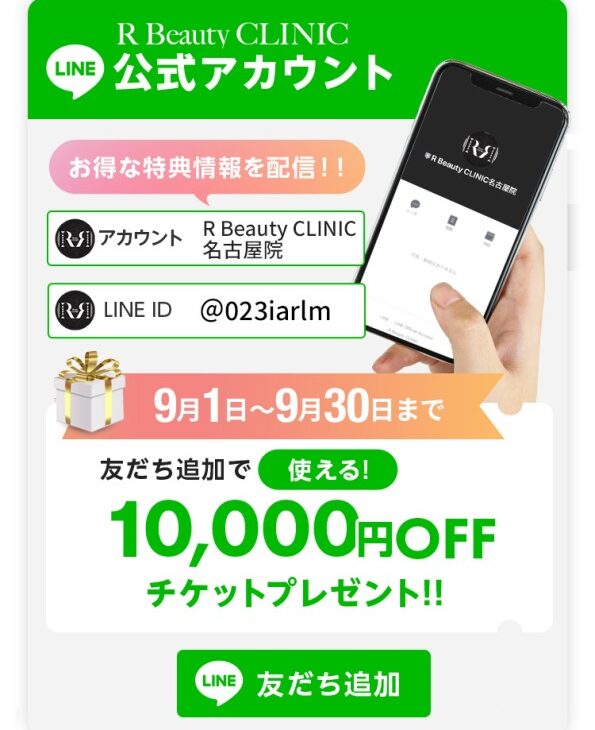 R Beauty CLINIC
LINE
公式アカウント
お得な特典情報を配信！！
アカウント
R Beauty CLINIC
名古屋院
LINE ID
@023iarlm
R Beauty CLINIC名古屋院
9月1日〜9月30日まで
友だち追加で
使える!
10,000円OFF
チケットプレゼント!!
LINE
友だち追加